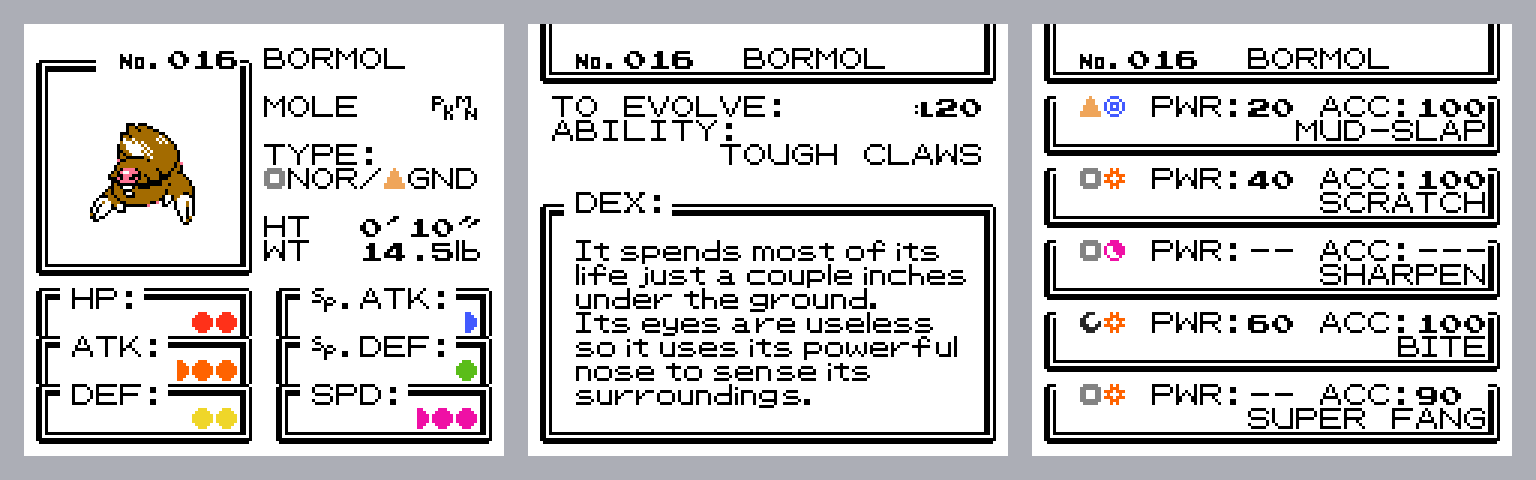 No.016 BORMOL
MOLE PKMN
TYPE:
NOR/GND
HT 0'10"
WT 14.5lb
HP:
ATK:
DEF:
Sp.ATK:
Sp.DEF:
SPD:
No.016 BORMOL
TO EVOLVE: :L20
ABILITY:
TOUGH CLAWS
DEX:
It spends most of its
life just a couple inches
under the ground.
Its eyes are useless
so it uses its powerful
nose to sense its
surroundings.
No.016 BORMOL
PWR:20 ACC:100
MUD-SLAP
PWR:40 ACC:100
SCRATCH
PWR:-- ACC:---
SHARPEN
PWR:60 ACC:100
BITE
PWR:-- ACC:90
SUPER FANG